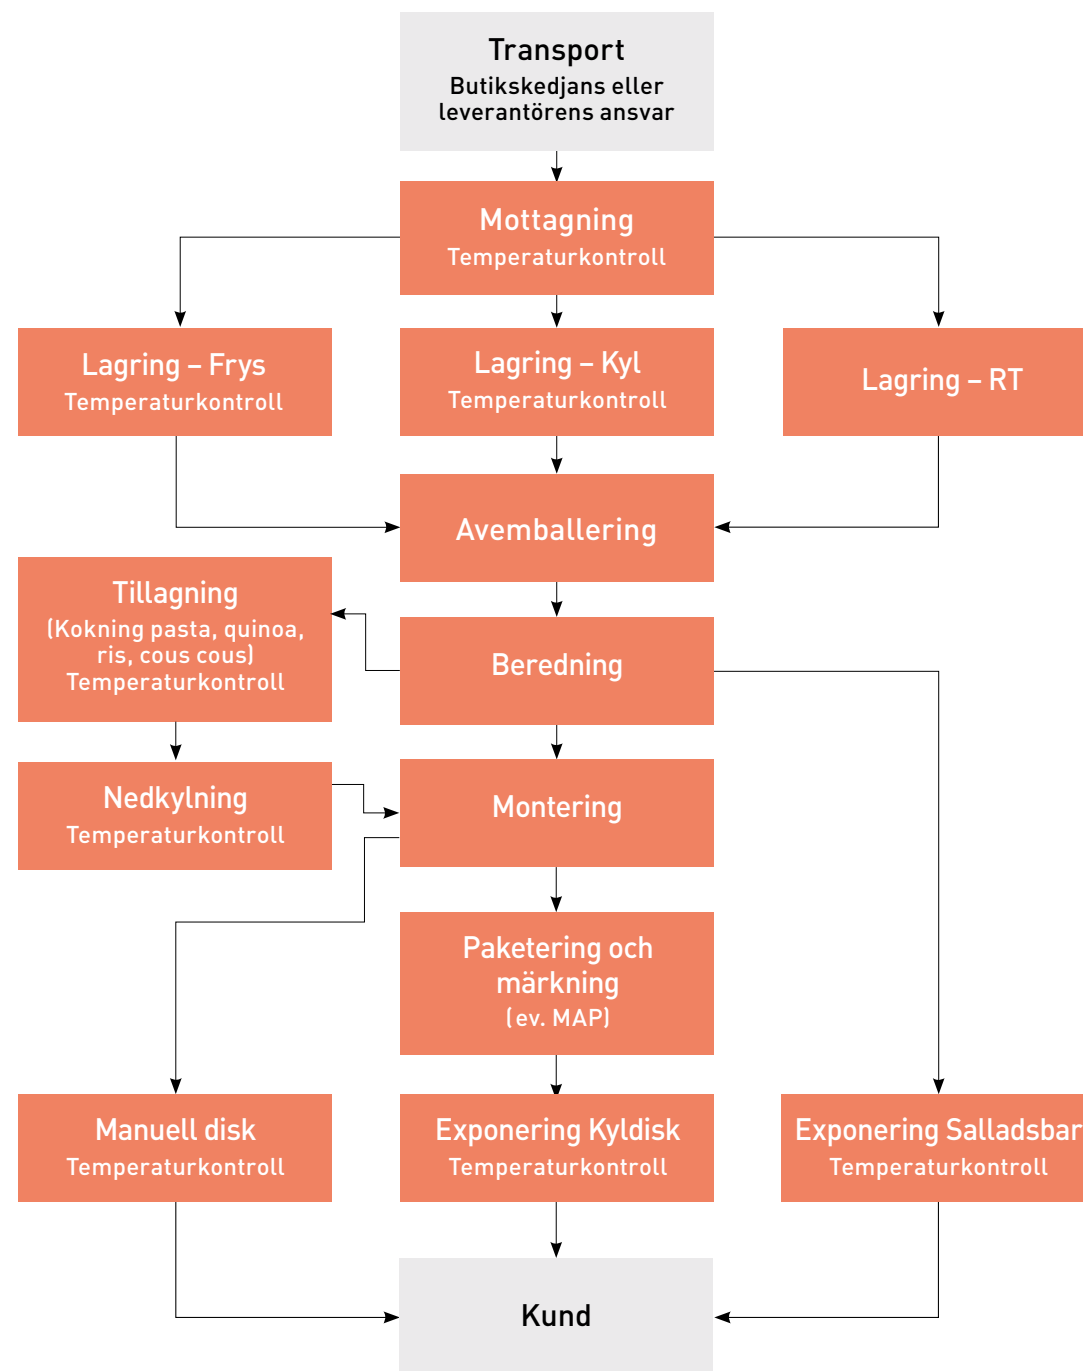 Transport
Butikskedjans eller
leverantörens ansvar
Mottagning
Temperaturkontroll
Lagring – Frys
Temperaturkontroll
Lagring – Kyl
Temperaturkontroll
Lagring – RT
Avemballering
Tillagning
(Kokning pasta, quinoa,
ris, cous cous)
Temperaturkontroll
Beredning
Nedkylning
Temperaturkontroll
Montering
Paketering och
märkning
(ev. MAP)
Manuell disk
Temperaturkontroll
Exponering Kyldisk
Temperaturkontroll
Exponering Salladsbar
Temperaturkontroll
Kund